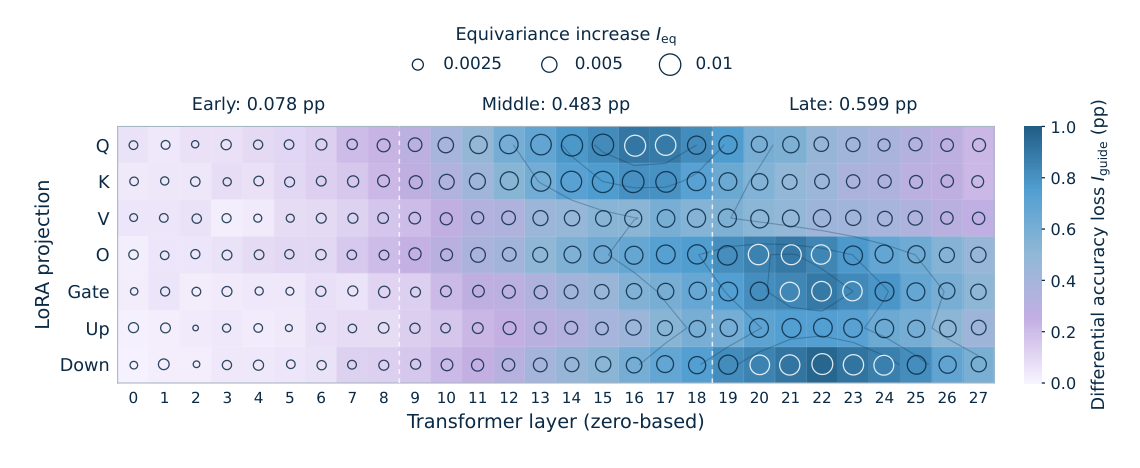 Equivariance increase I_eq
0.0025 0.005 0.01
Early: 0.078 pp Middle: 0.483 pp Late: 0.599 pp
LoRA projection
Q
K
V
O
Gate
Up
Down
0 1 2 3 4 5 6 7 8 9 10 11 12 13 14 15 16 17 18 19 20 21 22 23 24 25 26 27
Transformer layer (zero-based)
1.0
0.8
0.6
0.4
0.2
0.0
Differential accuracy loss I_guide (pp)